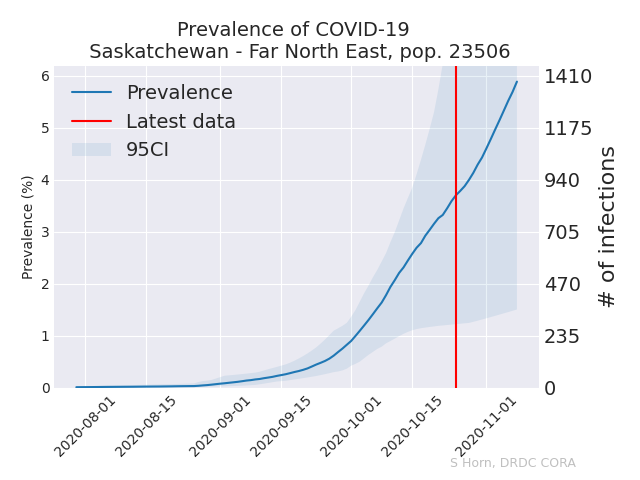 Prevalence of COVID-19
Saskatchewan - Far North East, pop. 23506
Prevalence
Latest data
95CI
Prevalence (%)
6
5
4
3
2
1
0
1410
1175
940
705
470
235
0
# of infections
2020-08-01
2020-08-15
2020-09-01
2020-09-15
2020-10-01
2020-10-15
2020-11-01
S Horn, DRDC CORA